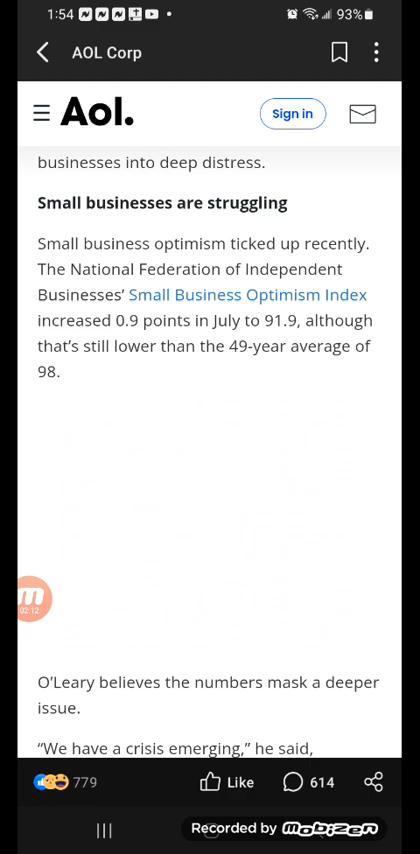 1:54
93%
AOL Corp
Aol.
Sign in
businesses into deep distress.
Small businesses are struggling
Small business optimism ticked up recently.
The National Federation of Independent
Businesses’ Small Business Optimism Index
increased 0.9 points in July to 91.9, although
that’s still lower than the 49-year average of
98.
02:12
O’Leary believes the numbers mask a deeper
issue.
“We have a crisis emerging,” he said,
779
Like
614
Recorded by mobizen